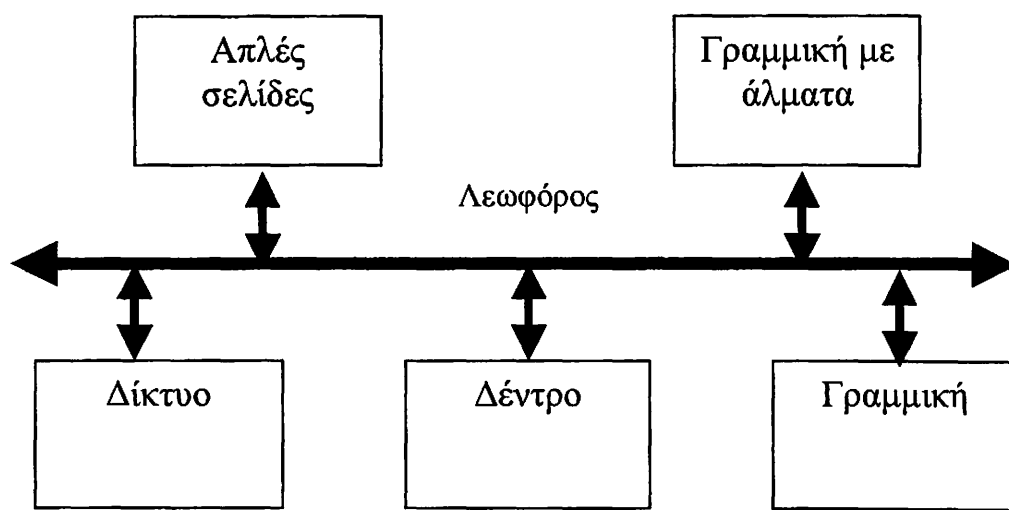 Απλές
σελίδες
Γραμμική με
άλματα
Λεωφόρος
Δίκτυο
Δέντρο
Γραμμική